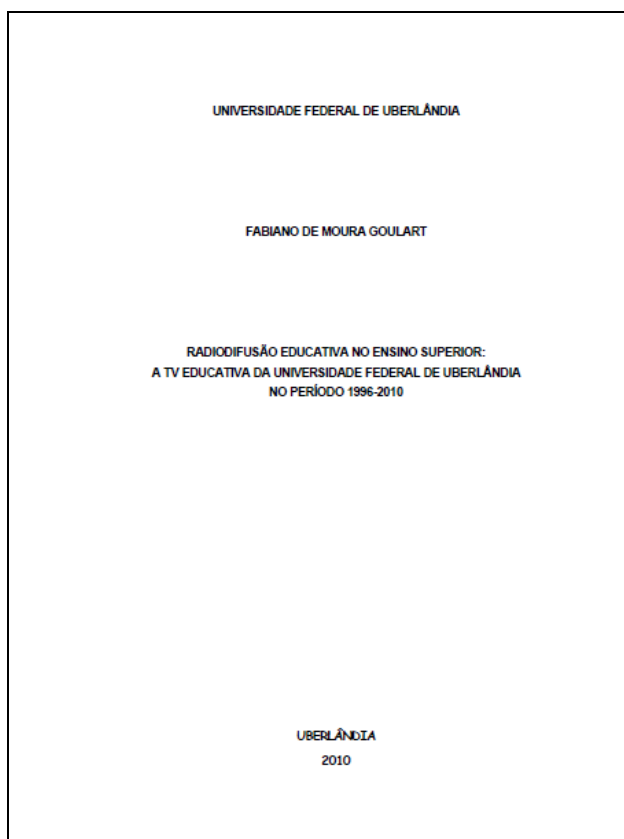 UNIVERSIDADE FEDERAL DE UBERLÂNDIA
FABIANO DE MOURA GOULART
RADIODIFUSÃO EDUCATIVA NO ENSINO SUPERIOR:
A TV EDUCATIVA DA UNIVERSIDADE FEDERAL DE UBERLÂNDIA
NO PERÍODO 1996-2010
UBERLÂNDIA
2010